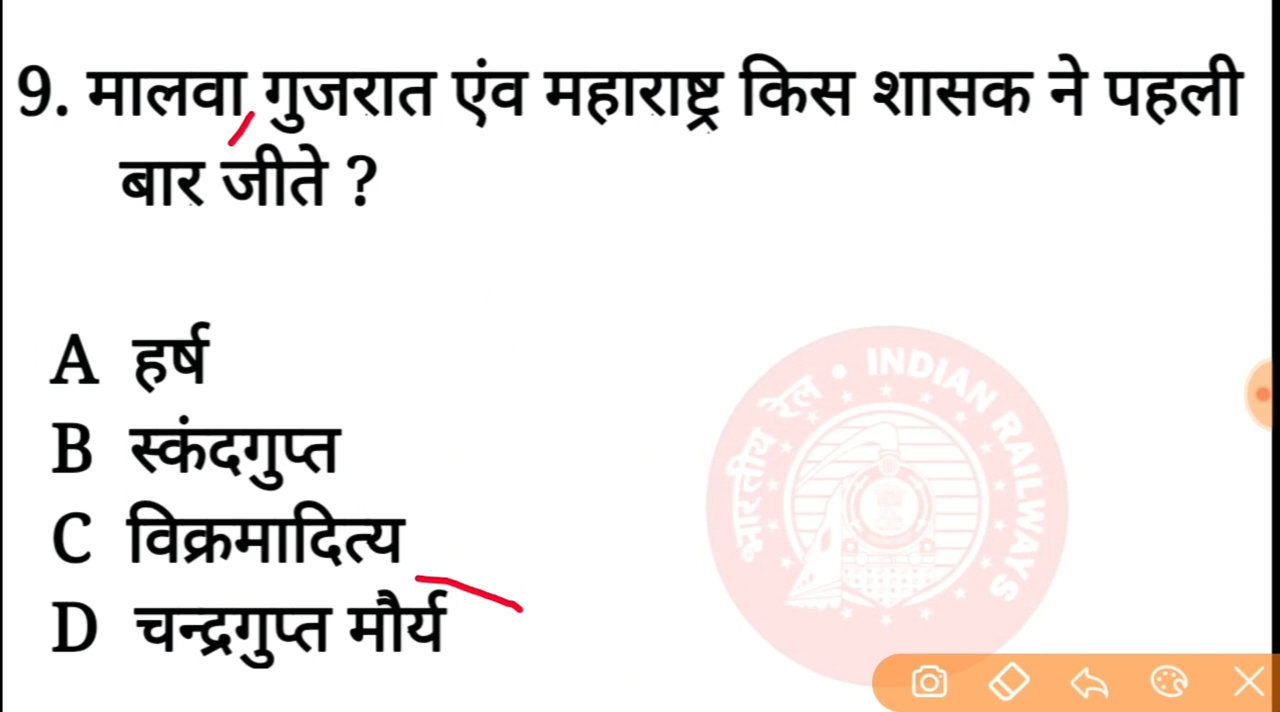 9. मालवा, गुजरात एंव महाराष्ट्र किस शासक ने पहली
बार जीते ?
A हर्ष
B स्कंदगुप्त
C विक्रमादित्य
D चन्द्रगुप्त मौर्य
भारतीय रेल • INDIAN RAILWAYS